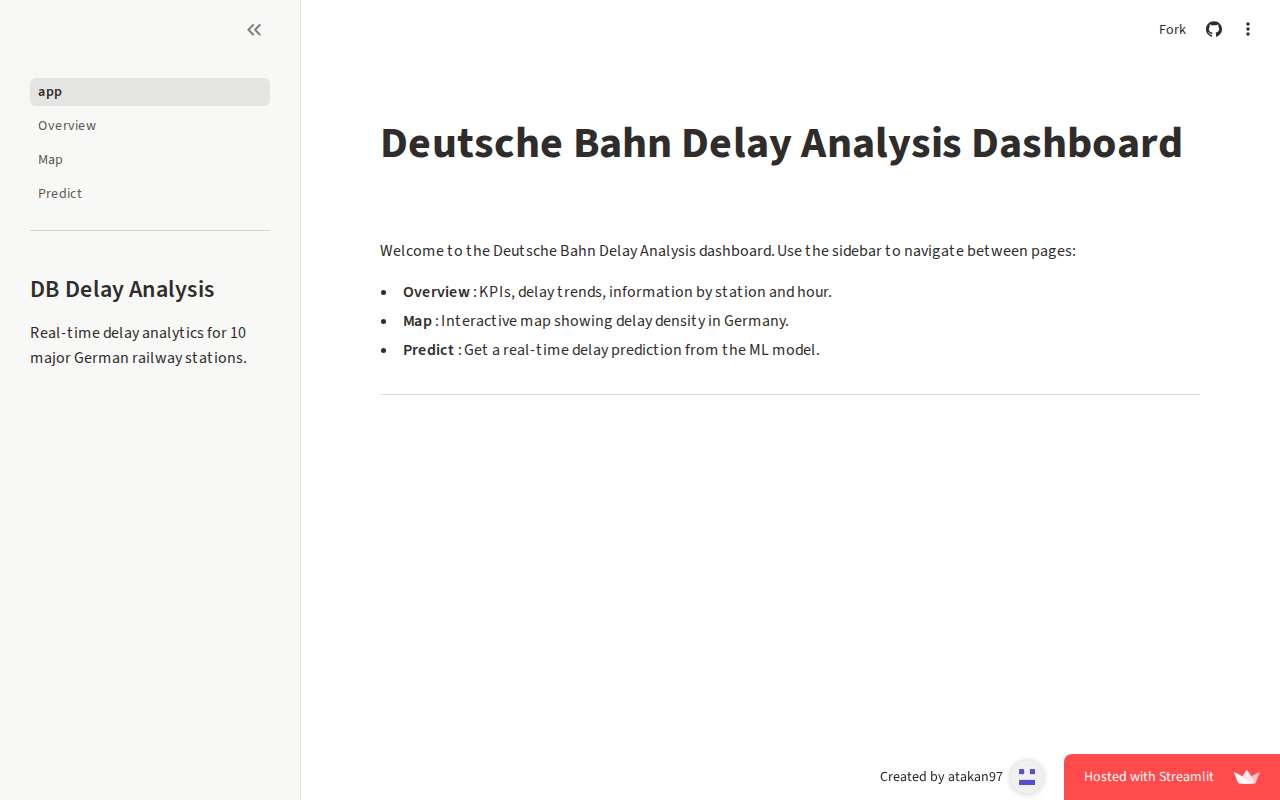 app
Overview
Map
Predict
DB Delay Analysis
Real-time delay analytics for 10
major German railway stations.
Fork
Deutsche Bahn Delay Analysis Dashboard
Welcome to the Deutsche Bahn Delay Analysis dashboard. Use the sidebar to navigate between pages:
• Overview : KPIs, delay trends, information by station and hour.
• Map : Interactive map showing delay density in Germany.
• Predict : Get a real-time delay prediction from the ML model.
Created by atakan97
Hosted with Streamlit